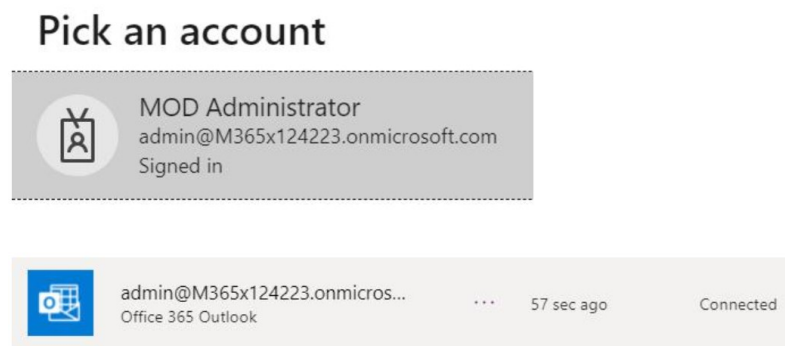 Pick an account
MOD Administrator
admin@M365x124223.onmicrosoft.com
Signed in
admin@M365x124223.onmicros... ... 57 sec ago Connected
Office 365 Outlook